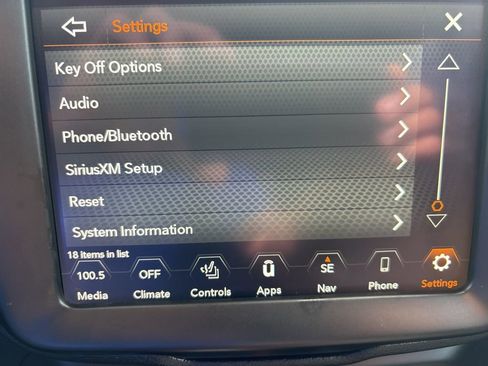 Settings
Key Off Options
Audio
Phone/Bluetooth
SiriusXM Setup
Reset
System Information
18 items in list
100.5 OFF SE
Media Climate Controls Apps Nav Phone Settings